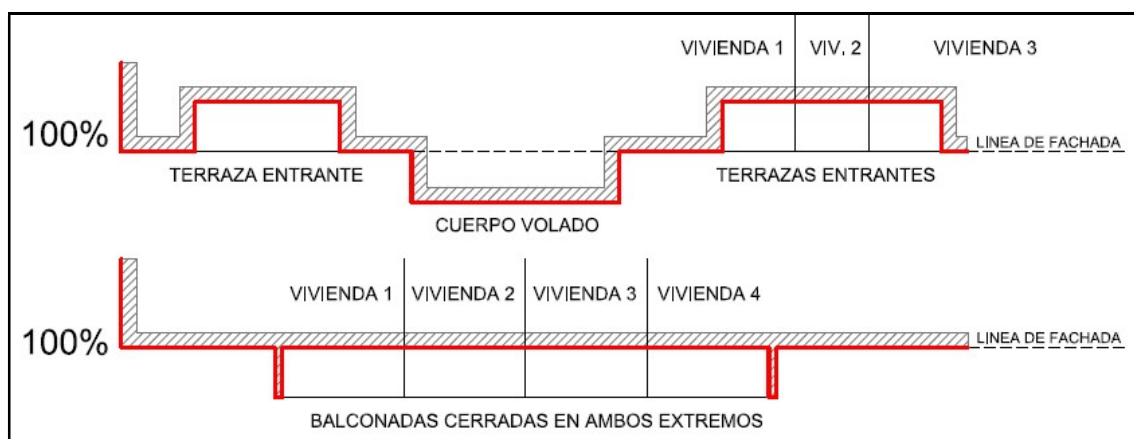 VIVIENDA 1 VIV. 2 VIVIENDA 3
100%
LINEA DE FACHADA
TERRAZA ENTRANTE TERRAZAS ENTRANTES
CUERPO VOLADO
VIVIENDA 1 VIVIENDA 2 VIVIENDA 3 VIVIENDA 4
100%
LINEA DE FACHADA
BALCONADAS CERRADAS EN AMBOS EXTREMOS